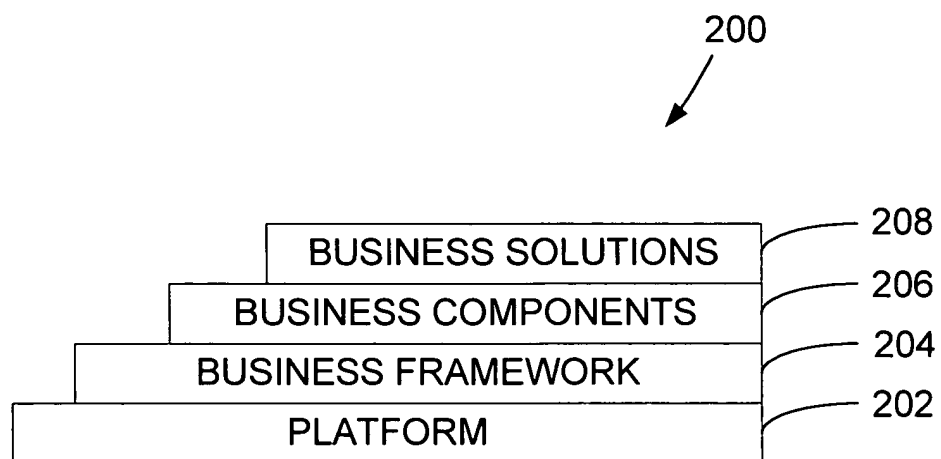 200
BUSINESS SOLUTIONS 208
BUSINESS COMPONENTS 206
BUSINESS FRAMEWORK 204
PLATFORM 202